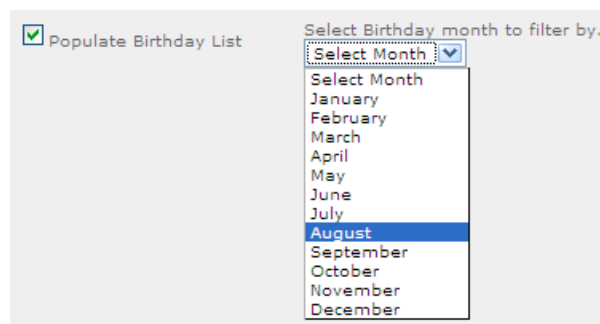 Populate Birthday List
Select Birthday month to filter by.
Select Month
Select Month
January
February
March
April
May
June
July
August
September
October
November
December